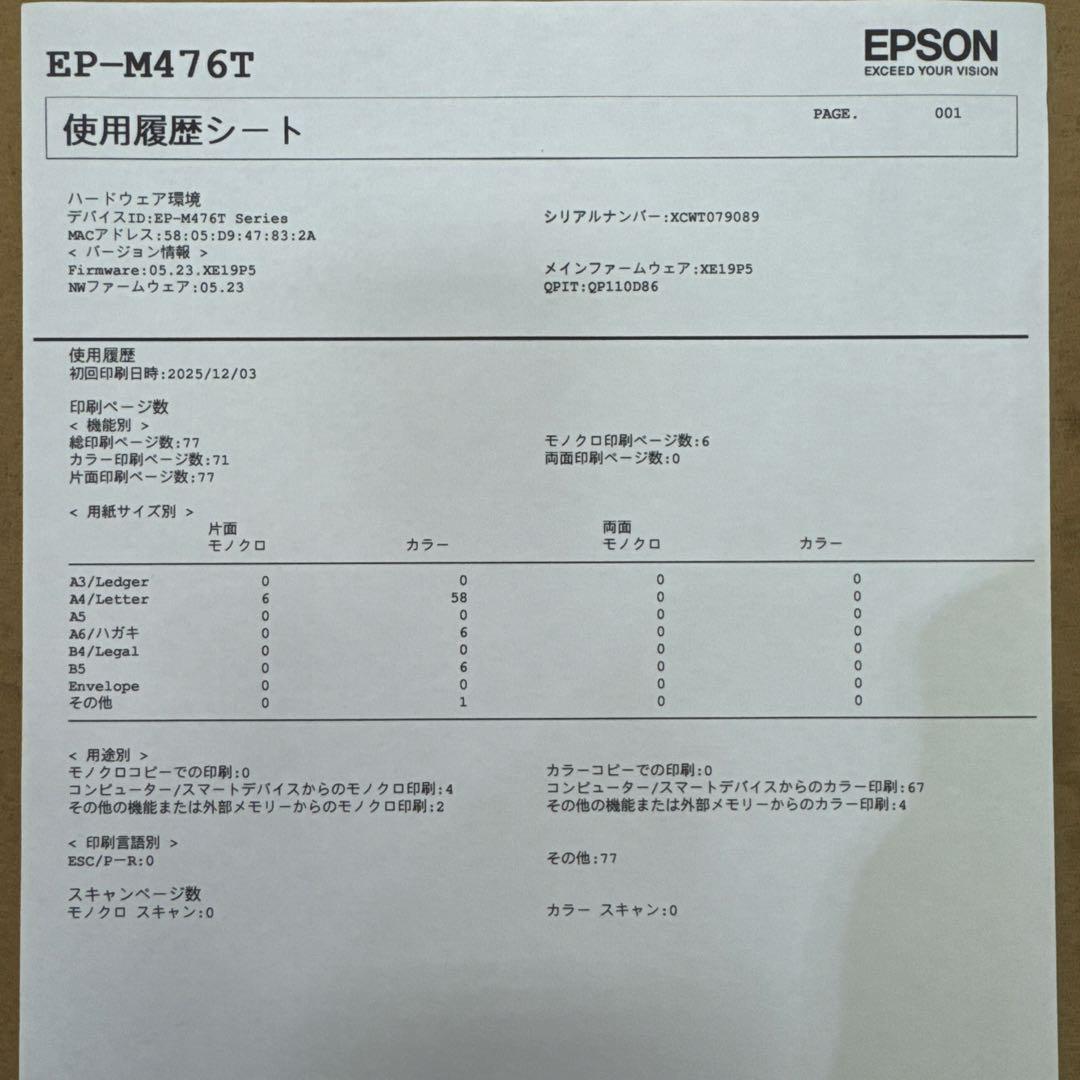 EP-M476T
EPSON
EXCEED YOUR VISION
使用履歴シート
PAGE. 001
ハードウェア環境
デバイスID:EP-M476T Series シリアルナンバー:XCWT079089
MACアドレス:58:05:D9:47:83:2A
< バージョン情報 >
Firmware:05.23.XE19P5 メインファームウェア:XE19P5
NWファームウェア:05.23 QPIT:QP110D86
使用履歴
初回印刷日時:2025/12/03
印刷ページ数
< 機能別 >
総印刷ページ数:77 モノクロ印刷ページ数:6
カラー印刷ページ数:71 両面印刷ページ数:0
片面印刷ページ数:77
< 用紙サイズ別 >
片面 両面
モノクロ カラー モノクロ カラー
A3/Ledger 0 0 0 0
A4/Letter 6 58 0 0
A5 0 0 0 0
A6/ハガキ 0 6 0 0
B4/Legal 0 0 0 0
B5 0 6 0 0
Envelope 0 0 0 0
その他 0 1 0 0
< 用途別 >
モノクロコピーでの印刷:0 カラーコピーでの印刷:0
コンピューター/スマートデバイスからのモノクロ印刷:4 コンピューター/スマートデバイスからのカラー印刷:67
その他の機能または外部メモリーからのモノクロ印刷:2 その他の機能または外部メモリーからのカラー印刷:4
< 印刷言語別 >
ESC/P-R:0 その他:77
スキャンページ数
モノクロ スキャン:0 カラー スキャン:0